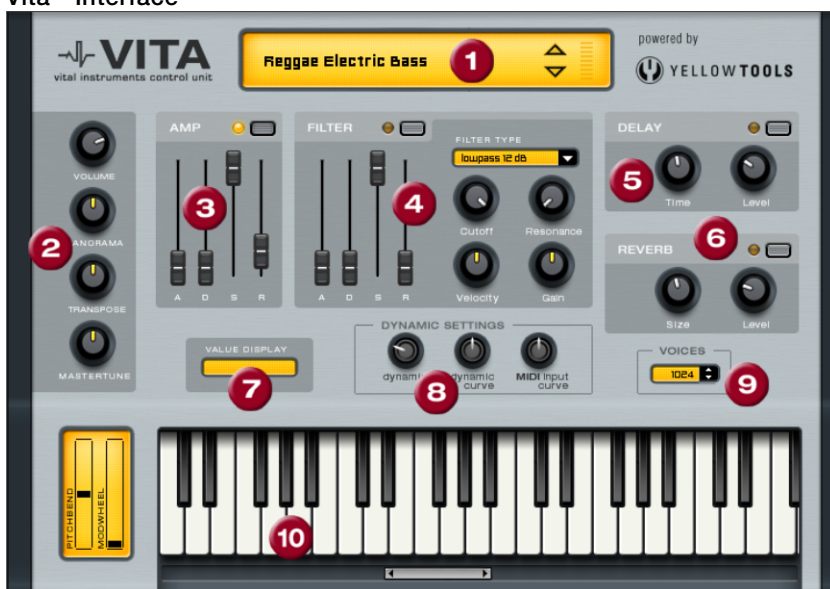 Vita - Interface
VITA
vital instruments control unit
Reggae Electric Bass
1
powered by
YELLOWTOOLS
AMP
FILTER
FILTER TYPE
lowpass 12 dB
DELAY
VOLUME
3
4
5
Cutoff
Resonance
Time
Level
2
ANORAMA
6
REVERB
TRANSPOSE
A D S R
A D S R
Velocity
Gain
Size
Level
DYNAMIC SETTINGS
VALUE DISPLAY
VOICES
MASTERTUNE
7
dynamic
8
dynamic
curve
MIDI Input
curve
1024
9
PITCHBEND
MODWHEEL
10